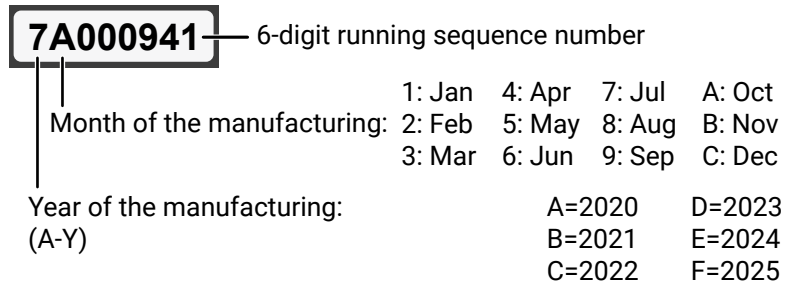 7A000941 6-digit running sequence number
1: Jan 4: Apr 7: Jul A: Oct
Month of the manufacturing: 2: Feb 5: May 8: Aug B: Nov
3: Mar 6: Jun 9: Sep C: Dec
Year of the manufacturing: A=2020 D=2023
(A-Y) B=2021 E=2024
C=2022 F=2025